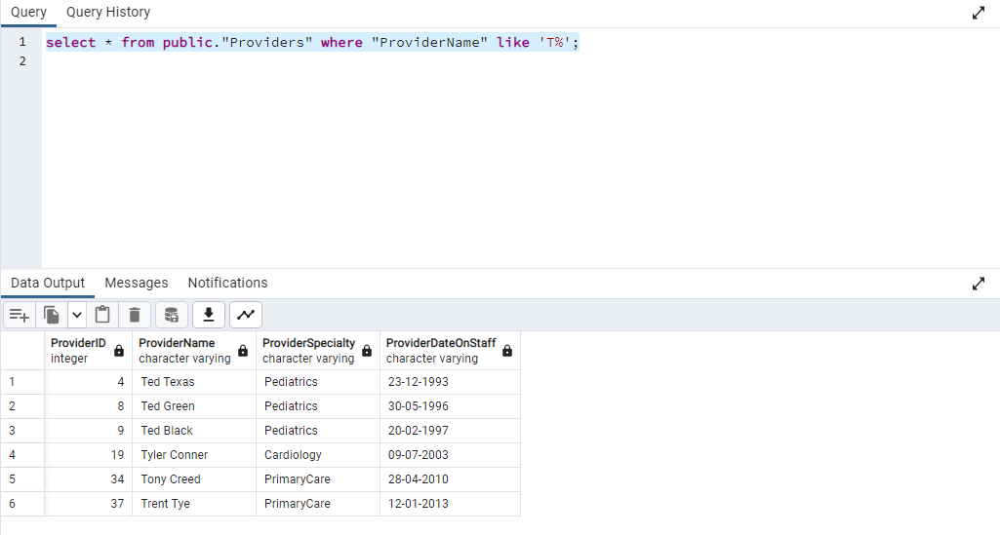 Query Query History
1 select * from public."Providers" where "ProviderName" like 'T%';
2
Data Output Messages Notifications
ProviderID ProviderName ProviderSpecialty ProviderDateOnStaff
integer character varying character varying character varying
1 4 Ted Texas Pediatrics 23-12-1993
2 8 Ted Green Pediatrics 30-05-1996
3 9 Ted Black Pediatrics 20-02-1997
4 19 Tyler Conner Cardiology 09-07-2003
5 34 Tony Creed PrimaryCare 28-04-2010
6 37 Trent Tye PrimaryCare 12-01-2013